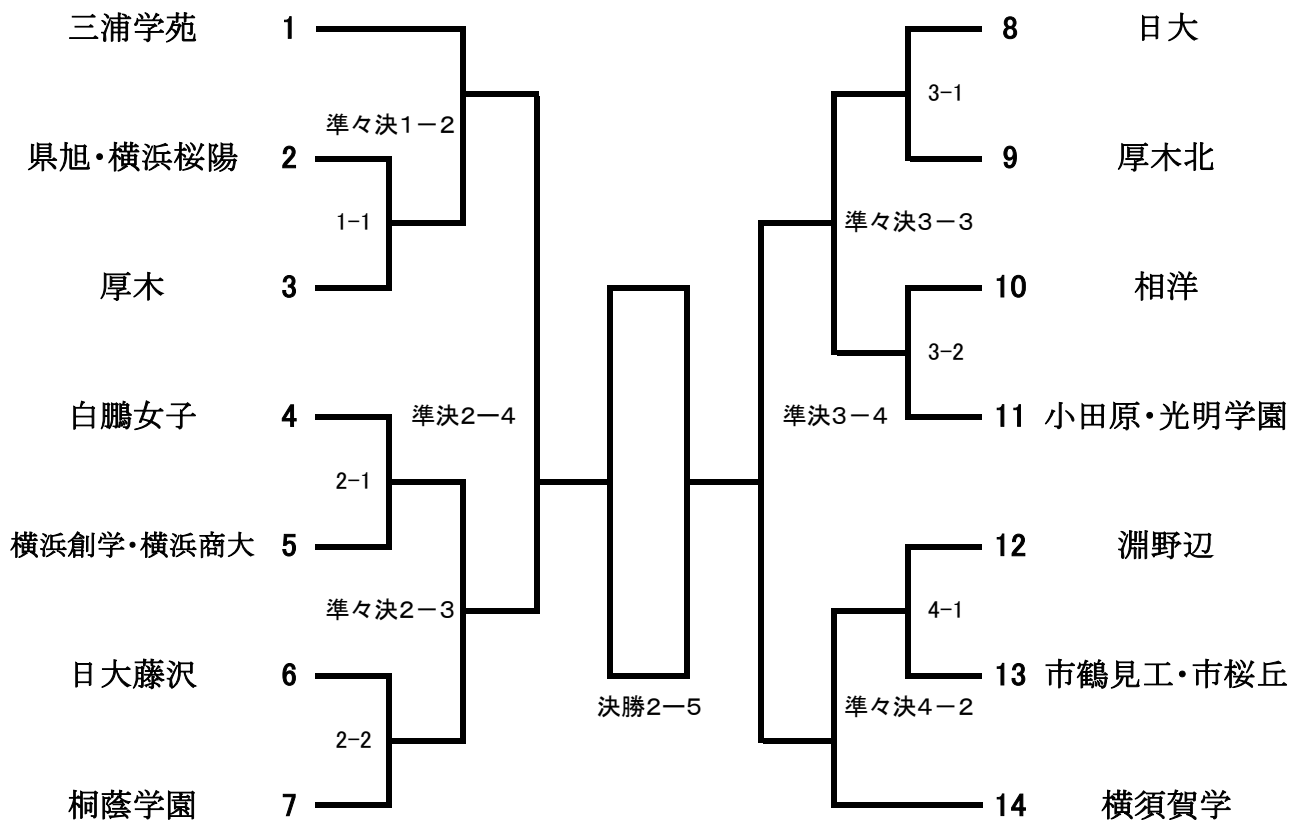 三浦学苑 1
準々決1－2
県旭・横浜桜陽 2
1-1
厚木 3
白鵬女子 4
準決2－4
2-1
横浜創学・横浜商大 5
準々決2－3
日大藤沢 6
2-2
桐蔭学園 7
決勝2－5
8 日大
3-1
9 厚木北
準々決3－3
10 相洋
3-2
11 小田原・光明学園
準決3－4
12 淵野辺
4-1
13 市鶴見工・市桜丘
準々決4－2
14 横須賀学